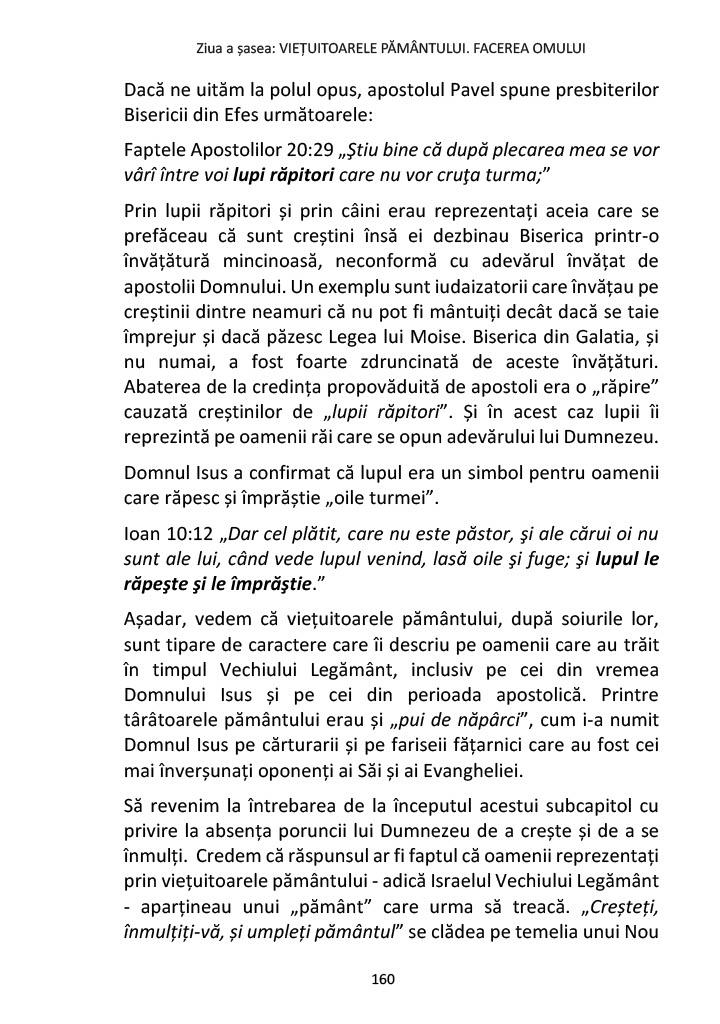 Ziua a șasea: VIEȚUITOARELE PĂMÂNTULUI. FACEREA OMULUI
Dacă ne uităm la polul opus, apostolul Pavel spune presbiterilor
Bisericii din Efes următoarele:
Faptele Apostolilor 20:29 „Ştiu bine că după plecarea mea se vor
vârî între voi lupi răpitori care nu vor cruţa turma;”
Prin lupii răpitori și prin câini erau reprezentați aceia care se
prefăceau că sunt creștini însă ei dezbinau Biserica printr-o
învățătură mincinoasă, neconformă cu adevărul învățat de
apostolii Domnului. Un exemplu sunt iudaizatorii care învățau pe
creștinii dintre neamuri că nu pot fi mântuiți decât dacă se taie
împrejur și dacă păzesc Legea lui Moise. Biserica din Galatia, și
nu numai, a fost foarte zdruncinată de aceste învățături.
Abaterea de la credința propovăduită de apostoli era o „răpire”
cauzată creștinilor de „lupii răpitori”. Și în acest caz lupii îi
reprezintă pe oamenii răi care se opun adevărului lui Dumnezeu.
Domnul Isus a confirmat că lupul era un simbol pentru oamenii
care răpesc și împrăștie „oile turmei”.
Ioan 10:12 „Dar cel plătit, care nu este păstor, şi ale cărui oi nu
sunt ale lui, când vede lupul venind, lasă oile şi fuge; şi lupul le
răpeşte şi le împrăştie.”
Așadar, vedem că viețuitoarele pământului, după soiurile lor,
sunt tipare de caractere care îi descriu pe oamenii care au trăit
în timpul Vechiului Legământ, inclusiv pe cei din vremea
Domnului Isus și pe cei din perioada apostolică. Printre
târâtoarele pământului erau și „pui de năpârci”, cum i-a numit
Domnul Isus pe cărturarii și pe fariseii fățarnici care au fost cei
mai înverșunați oponenți ai Săi și ai Evangheliei.
Să revenim la întrebarea de la începutul acestui subcapitol cu
privire la absența poruncii lui Dumnezeu de a crește și de a se
înmulți.  Credem că răspunsul ar fi faptul că oamenii reprezentați
prin viețuitoarele pământului - adică Israelul Vechiului Legământ
- aparțineau unui „pământ” care urma să treacă. „Creșteți,
înmulțiți-vă, și umpleți pământul” se clădea pe temelia unui Nou
160